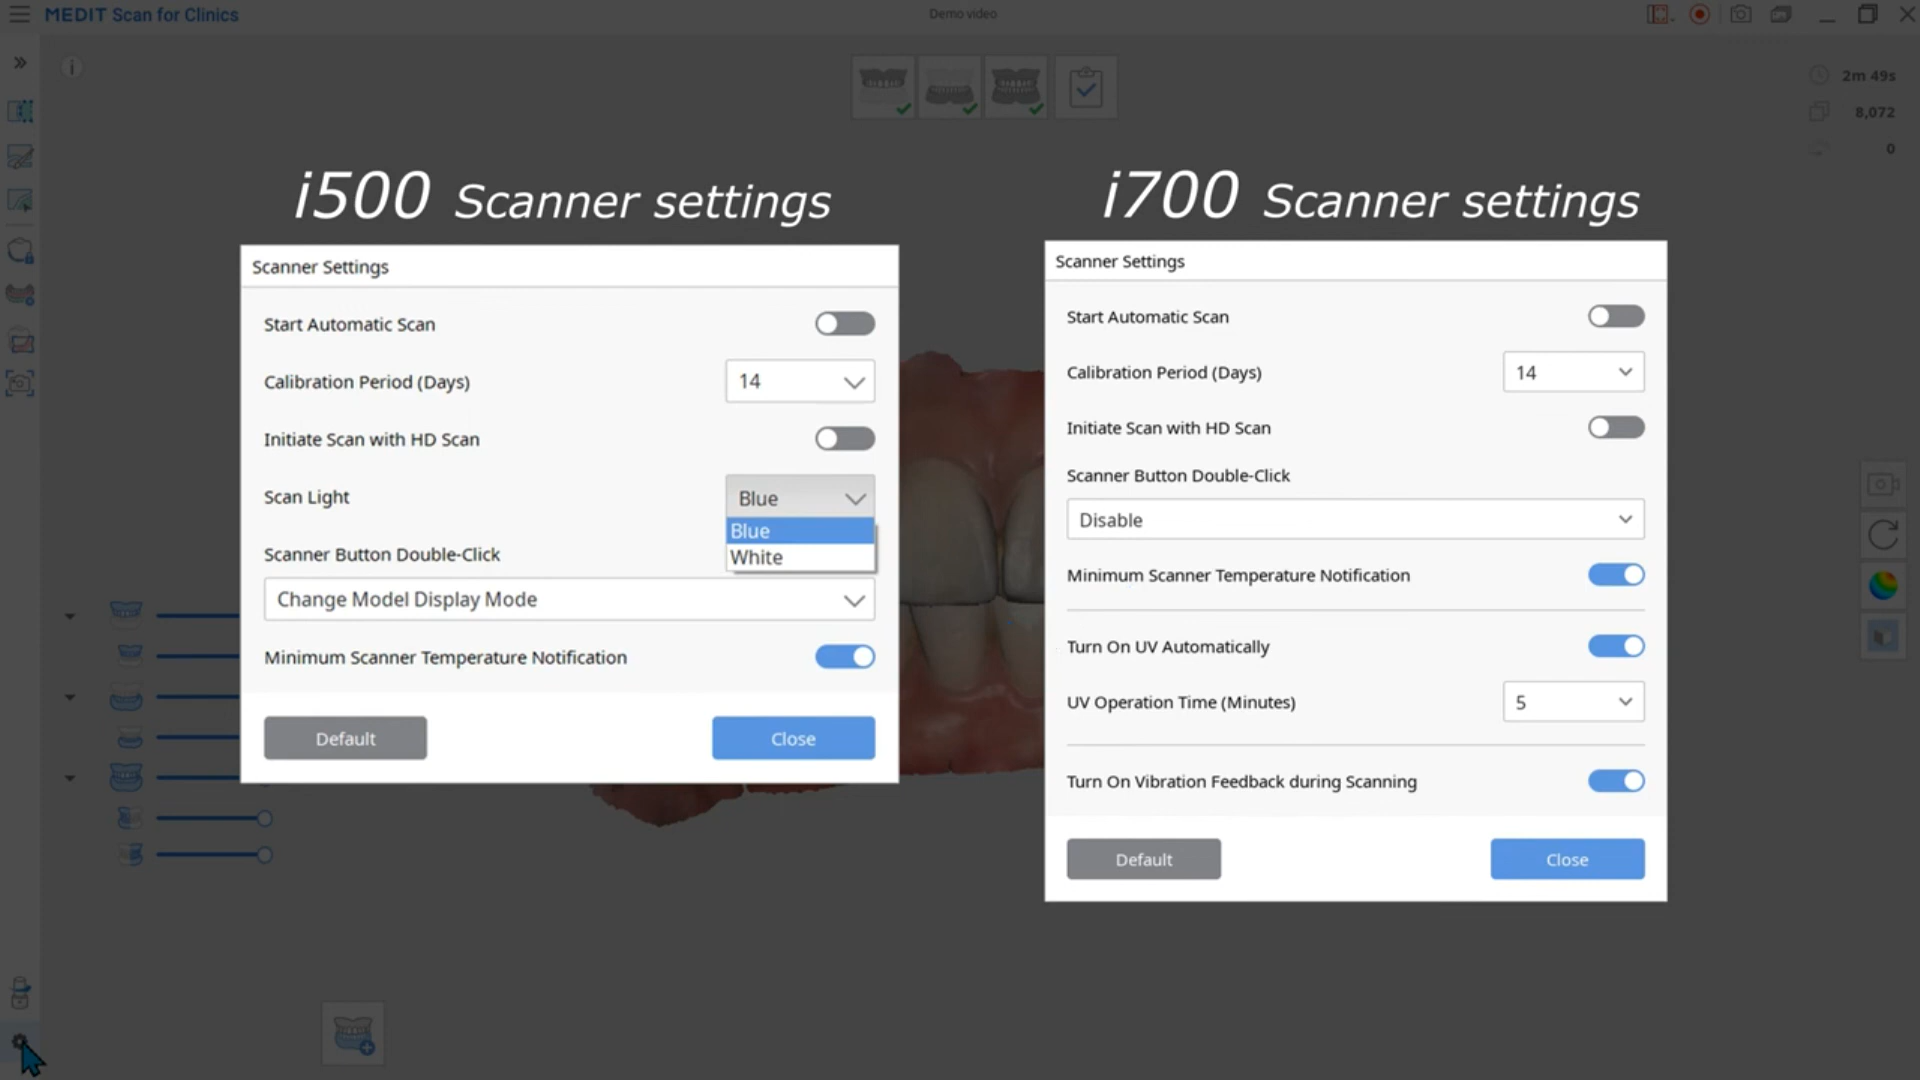 MEDIT Scan for Clinics
Demo video
2m 49s
8,072
0
i500 Scanner settings
Scanner Settings
Start Automatic Scan
Calibration Period (Days) 14
Initiate Scan with HD Scan
Scan Light Blue
Blue
White
Scanner Button Double-Click
Change Model Display Mode
Minimum Scanner Temperature Notification
Default Close
i700 Scanner settings
Scanner Settings
Start Automatic Scan
Calibration Period (Days) 14
Initiate Scan with HD Scan
Scanner Button Double-Click
Disable
Minimum Scanner Temperature Notification
Turn On UV Automatically
UV Operation Time (Minutes) 5
Turn On Vibration Feedback during Scanning
Default Close